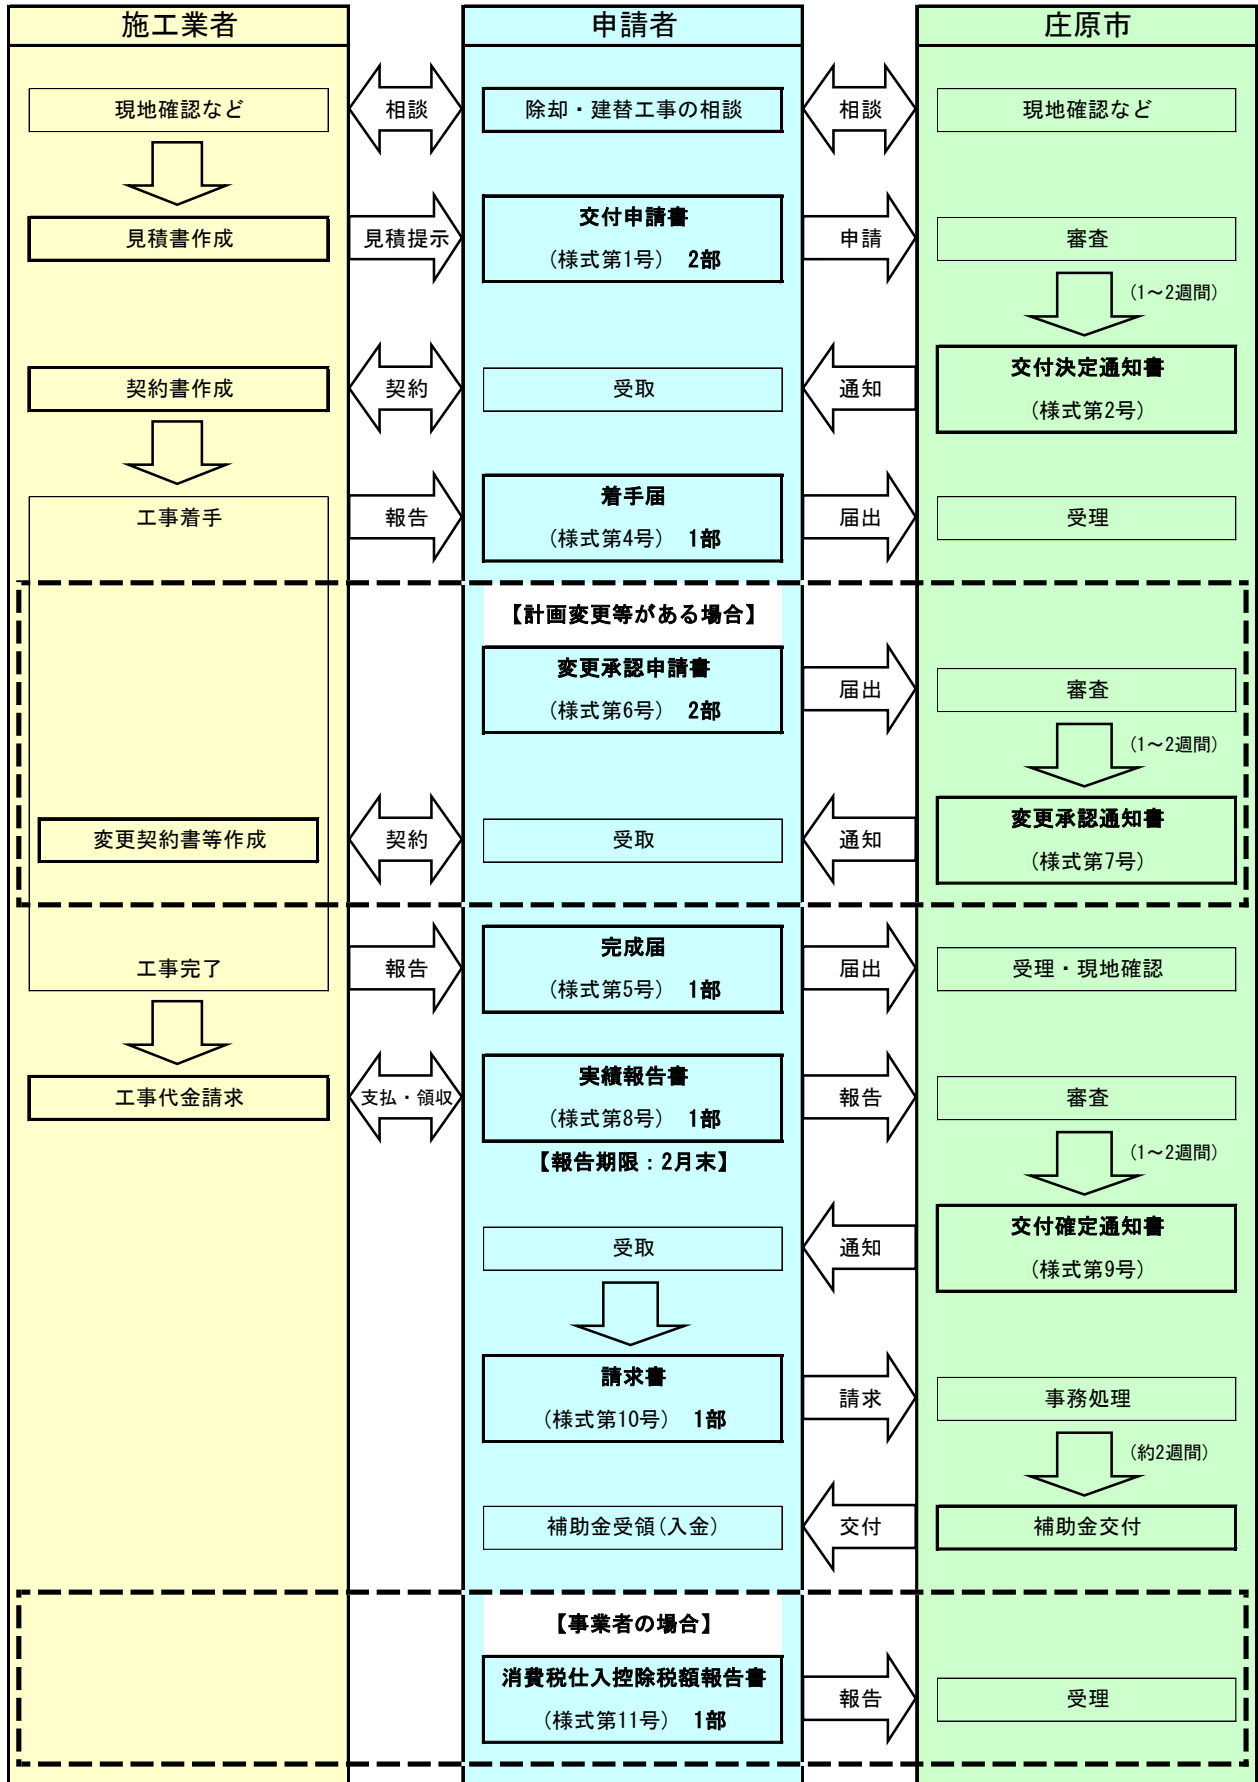 施工業者
申請者
庄原市
現地確認など
相談
除却・建替工事の相談
相談
現地確認など
見積書作成
見積提示
交付申請書
(様式第1号) 2部
申請
審査
(1～2週間)
契約書作成
契約
受取
通知
交付決定通知書
(様式第2号)
工事着手
報告
着手届
(様式第4号) 1部
届出
受理
【計画変更等がある場合】
変更承認申請書
(様式第6号) 2部
届出
審査
(1～2週間)
変更契約書等作成
契約
受取
通知
変更承認通知書
(様式第7号)
工事完了
報告
完成届
(様式第5号) 1部
届出
受理・現地確認
工事代金請求
支払・領収
実績報告書
(様式第8号) 1部
【報告期限：2月末】
報告
審査
(1～2週間)
受取
通知
交付確定通知書
(様式第9号)
請求書
(様式第10号) 1部
請求
事務処理
(約2週間)
補助金受領(入金)
交付
補助金交付
【事業者の場合】
消費税仕入控除税額報告書
(様式第11号) 1部
報告
受理